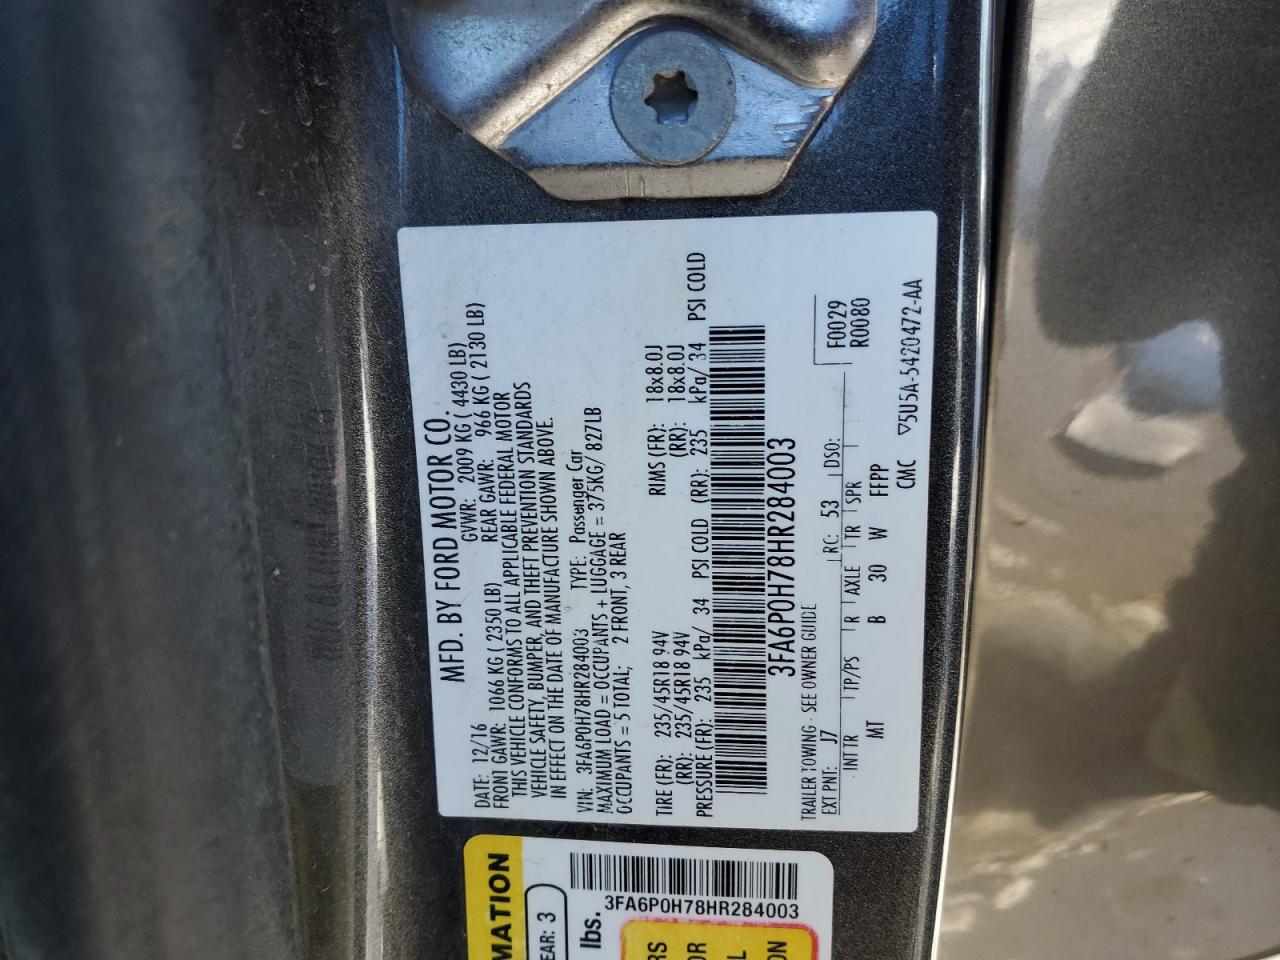 MFD. BY FORD MOTOR CO.
DATE: 12/16 GVWR: 2009 KG ( 4430 LB)
FRONT GAWR: 1066 KG ( 2350 LB) REAR GAWR: 966 KG ( 2130 LB)
THIS VEHICLE CONFORMS TO ALL APPLICABLE FEDERAL MOTOR
VEHICLE SAFETY, BUMPER, AND THEFT PREVENTION STANDARDS
IN EFFECT ON THE DATE OF MANUFACTURE SHOWN ABOVE.
VIN: 3FA6P0H78HR284003 TYPE: Passenger Car
MAXIMUM LOAD = OCCUPANTS + LUGGAGE = 375KG/ 827LB
OCCUPANTS = 5 TOTAL; 2 FRONT, 3 REAR
TIRE (FR): 235/45R18 94V RIMS (FR): 18x8.0J
(RR): 235/45R18 94V (RR): 18x8.0J
PRESSURE (FR): 235 kPa/ 34 PSI COLD (RR): 235 kPa/ 34 PSI COLD
3FA6P0H78HR284003
TRAILER TOWING - SEE OWNER GUIDE F0029
EXT PNT: J7 RC: 53 DSO: R0080
INT TR TP/PS R AXLE TR SPR
MT B 30 W FFPP
CMC ▽5U5A-5420472-AA
MATION
EAR: 3
lbs.
3FA6P0H78HR284003
RS
OR
L
ON